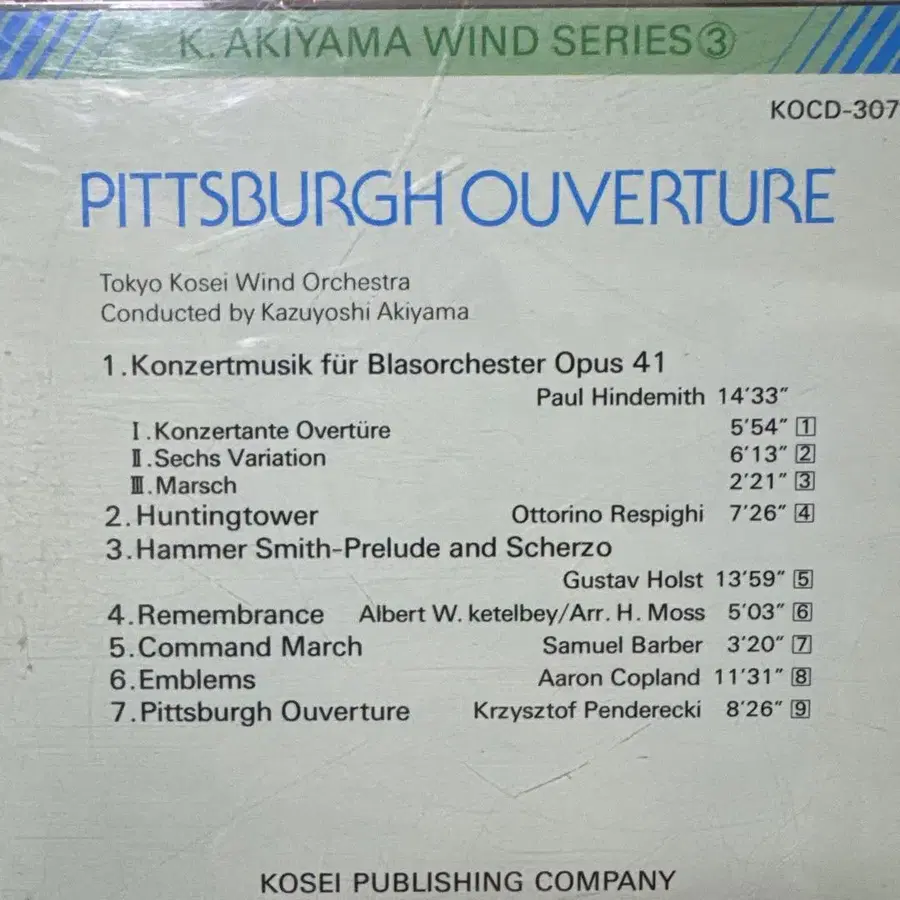 K. AKIYAMA WIND SERIES③
KOCD-307
PITTSBURGH OUVERTURE
Tokyo Kosei Wind Orchestra
Conducted by Kazuyoshi Akiyama
1.Konzertmusik für Blasorchester Opus 41
Paul Hindemith 14'33"
Ⅰ.Konzertante Overtüre 5'54" 1
Ⅱ.Sechs Variation 6'13" 2
Ⅲ.Marsch 2'21" 3
2.Huntingtower Ottorino Respighi 7'26" 4
3.Hammer Smith-Prelude and Scherzo
Gustav Holst 13'59" 5
4.Remembrance Albert W. ketelbey/Arr. H. Moss 5'03" 6
5.Command March Samuel Barber 3'20" 7
6.Emblems Aaron Copland 11'31" 8
7.Pittsburgh Ouverture Krzysztof Penderecki 8'26" 9
KOSEI PUBLISHING COMPANY